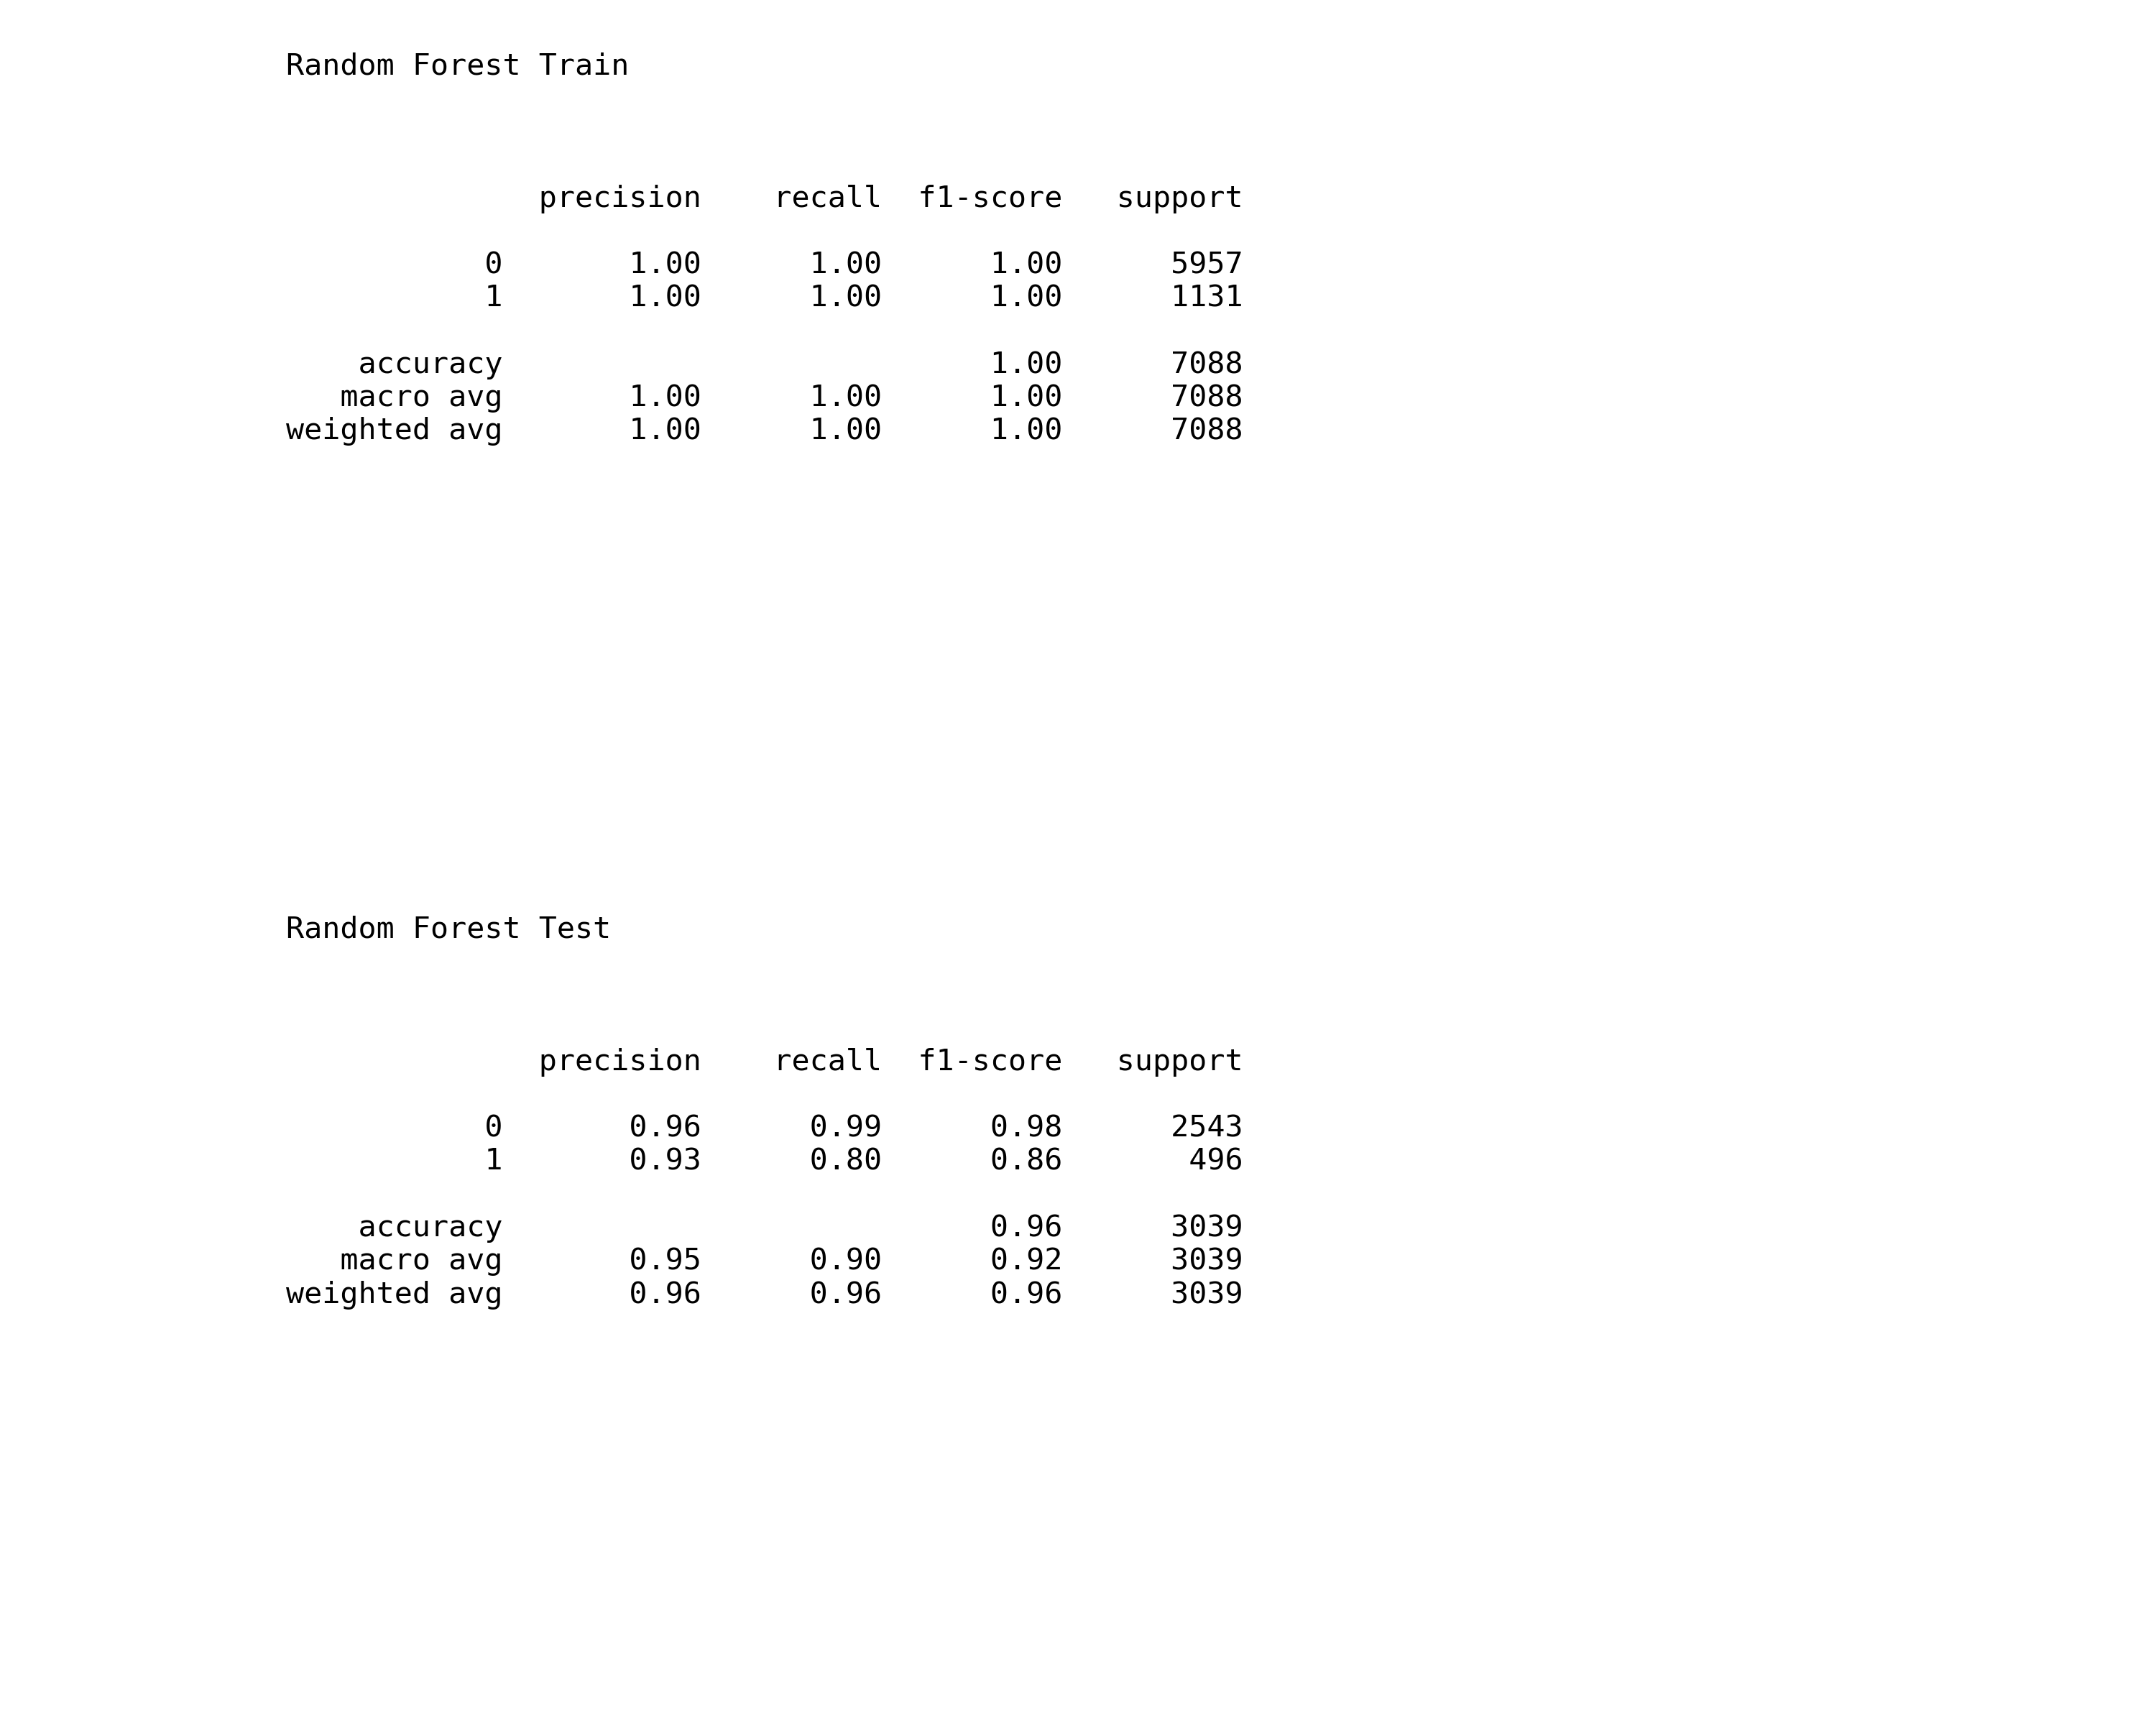 Random Forest Train
precision recall f1-score support
0 1.00 1.00 1.00 5957
1 1.00 1.00 1.00 1131
accuracy 1.00 7088
macro avg 1.00 1.00 1.00 7088
weighted avg 1.00 1.00 1.00 7088
Random Forest Test
precision recall f1-score support
0 0.96 0.99 0.98 2543
1 0.93 0.80 0.86 496
accuracy 0.96 3039
macro avg 0.95 0.90 0.92 3039
weighted avg 0.96 0.96 0.96 3039